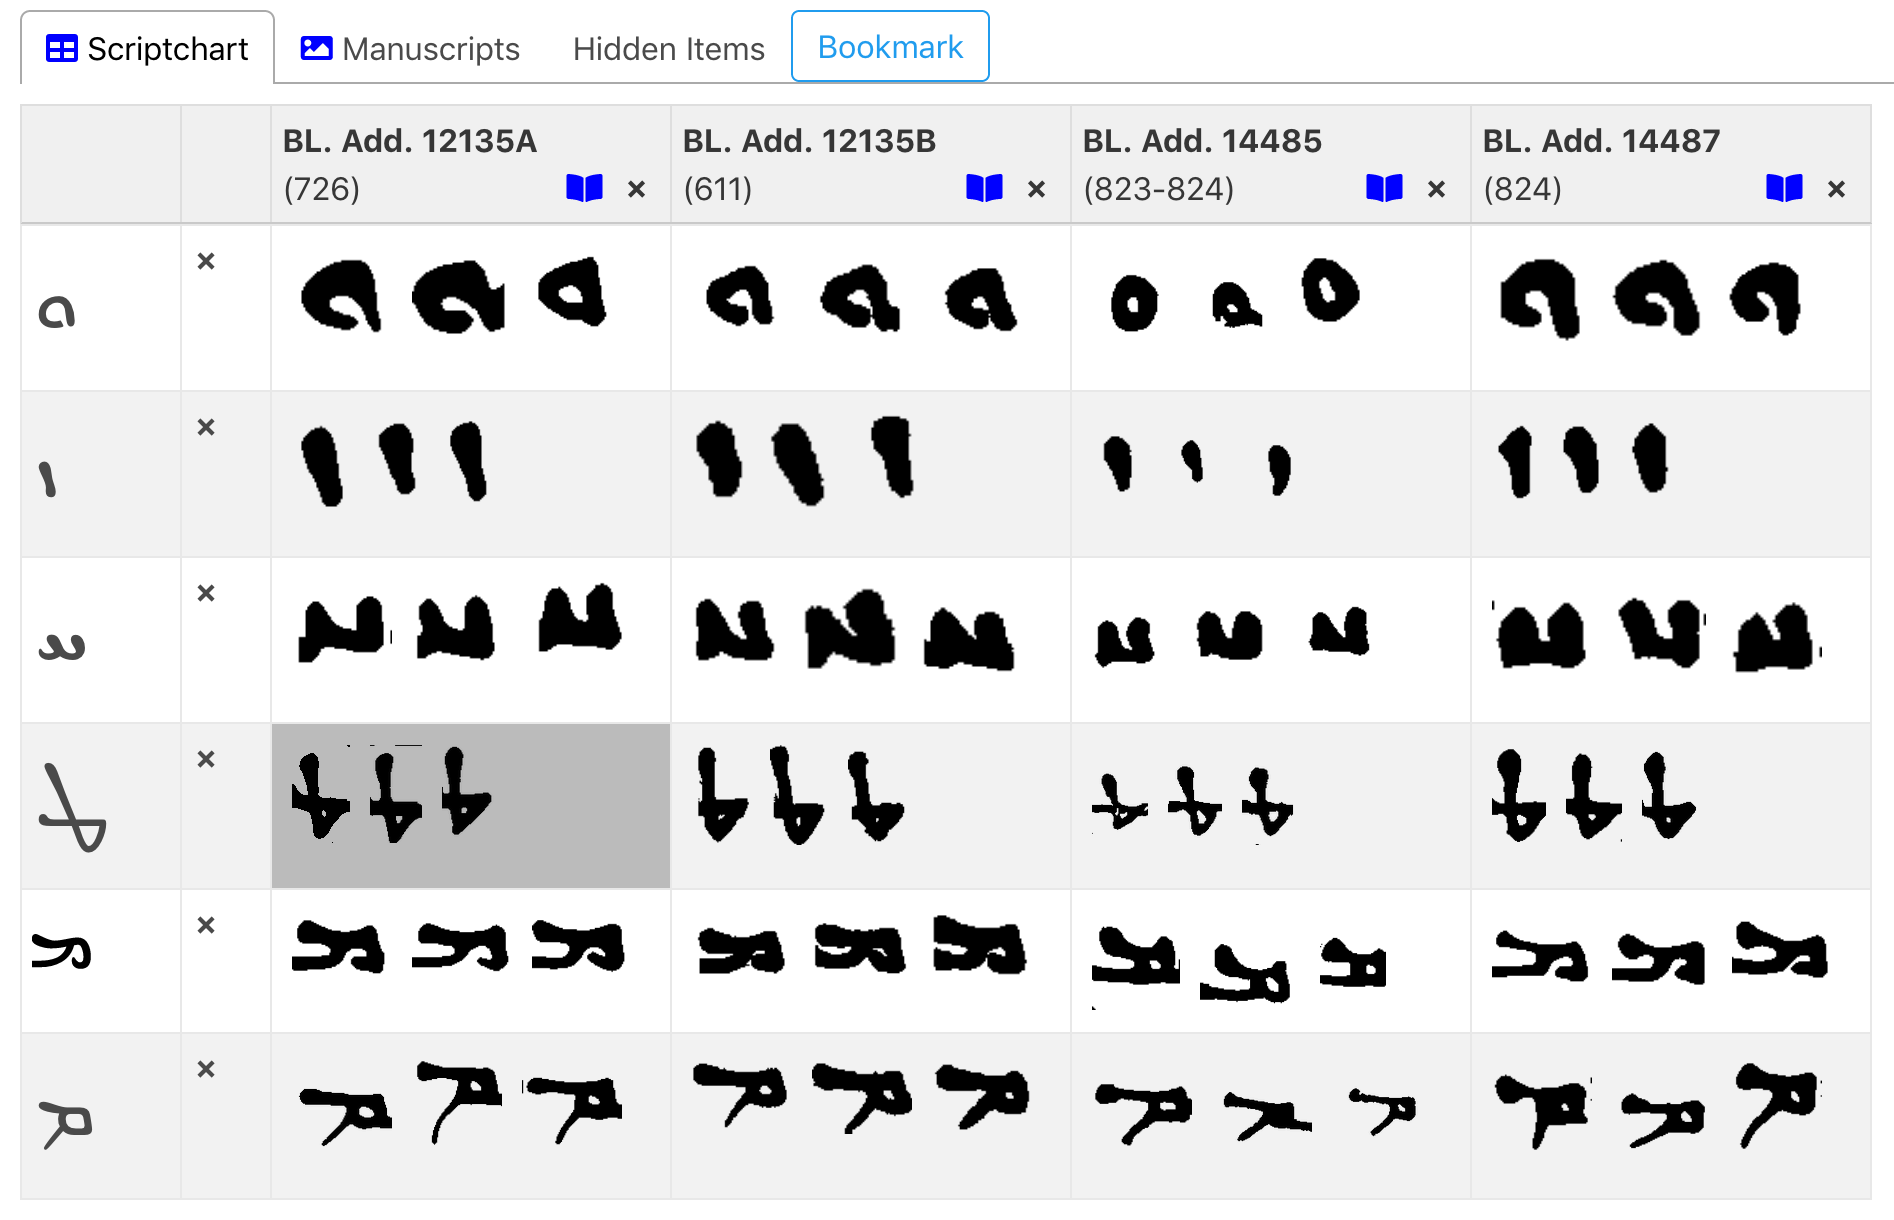 Scriptchart Manuscripts Hidden Items Bookmark
BL. Add. 12135A BL. Add. 12135B BL. Add. 14485 BL. Add. 14487
(726) × (611) × (823-824) × (824) ×
ܘ ×
ܙ ×
ܚ ×
ܛ ×
×
×